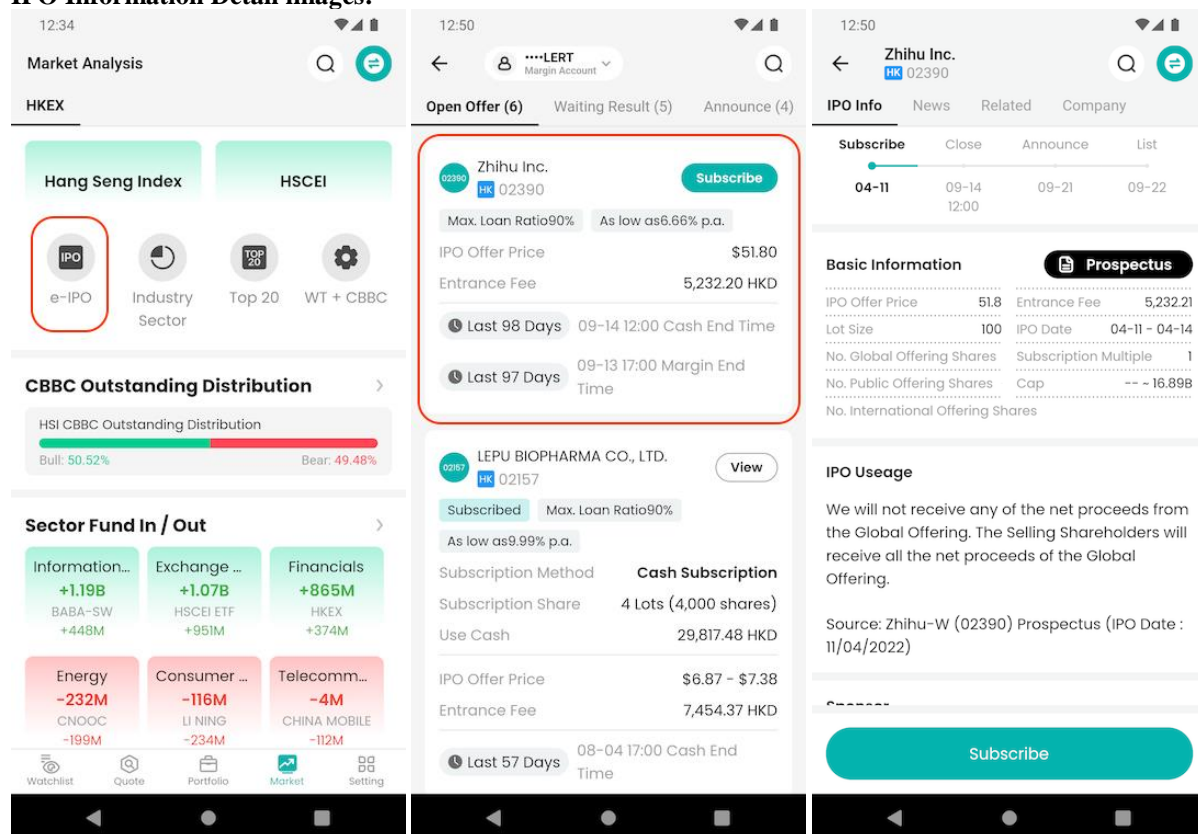 IPO Information Detail images:
12:34
Market Analysis
HKEX
Hang Seng Index
HSCEI
IPO
TOP
20
e-IPO
Industry
Sector
Top 20
WT + CBBC
CBBC Outstanding Distribution
HSI CBBC Outstanding Distribution
Bull: 50.52%
Bear: 49.48%
Sector Fund In / Out
Information...
+1.19B
BABA-SW
+448M
Exchange ...
+1.07B
HSCEI ETF
+951M
Financials
+865M
HKEX
+374M
Energy
-232M
CNOOC
-199M
Consumer ...
-116M
LI NING
-234M
Telecomm...
-4M
CHINA MOBILE
-112M
Watchlist
Quote
Portfolio
Market
Setting
12:50
••••LERT
Margin Account
Open Offer (6)
Waiting Result (5)
Announce (4)
02390
Zhihu Inc.
HK 02390
Subscribe
Max. Loan Ratio90%
As low as6.66% p.a.
IPO Offer Price $51.80
Entrance Fee 5,232.20 HKD
Last 98 Days 09-14 12:00 Cash End Time
Last 97 Days 09-13 17:00 Margin End
Time
02157
LEPU BIOPHARMA CO., LTD.
HK 02157
View
Subscribed
Max. Loan Ratio90%
As low as9.99% p.a.
Subscription Method Cash Subscription
Subscription Share 4 Lots (4,000 shares)
Use Cash 29,817.48 HKD
IPO Offer Price $6.87 - $7.38
Entrance Fee 7,454.37 HKD
Last 57 Days 08-04 17:00 Cash End
Time
12:50
Zhihu Inc.
HK 02390
IPO Info
News
Related
Company
Subscribe
Close
Announce
List
04-11
09-14
12:00
09-21
09-22
Basic Information
Prospectus
IPO Offer Price 51.8
Entrance Fee 5,232.21
Lot Size 100
IPO Date 04-11 - 04-14
No. Global Offering Shares
Subscription Multiple 1
No. Public Offering Shares
Cap -- ~ 16.89B
No. International Offering Shares
IPO Useage
We will not receive any of the net proceeds from
the Global Offering. The Selling Shareholders will
receive all the net proceeds of the Global
Offering.
Source: Zhihu-W (02390) Prospectus (IPO Date :
11/04/2022)
Sponsor
Subscribe